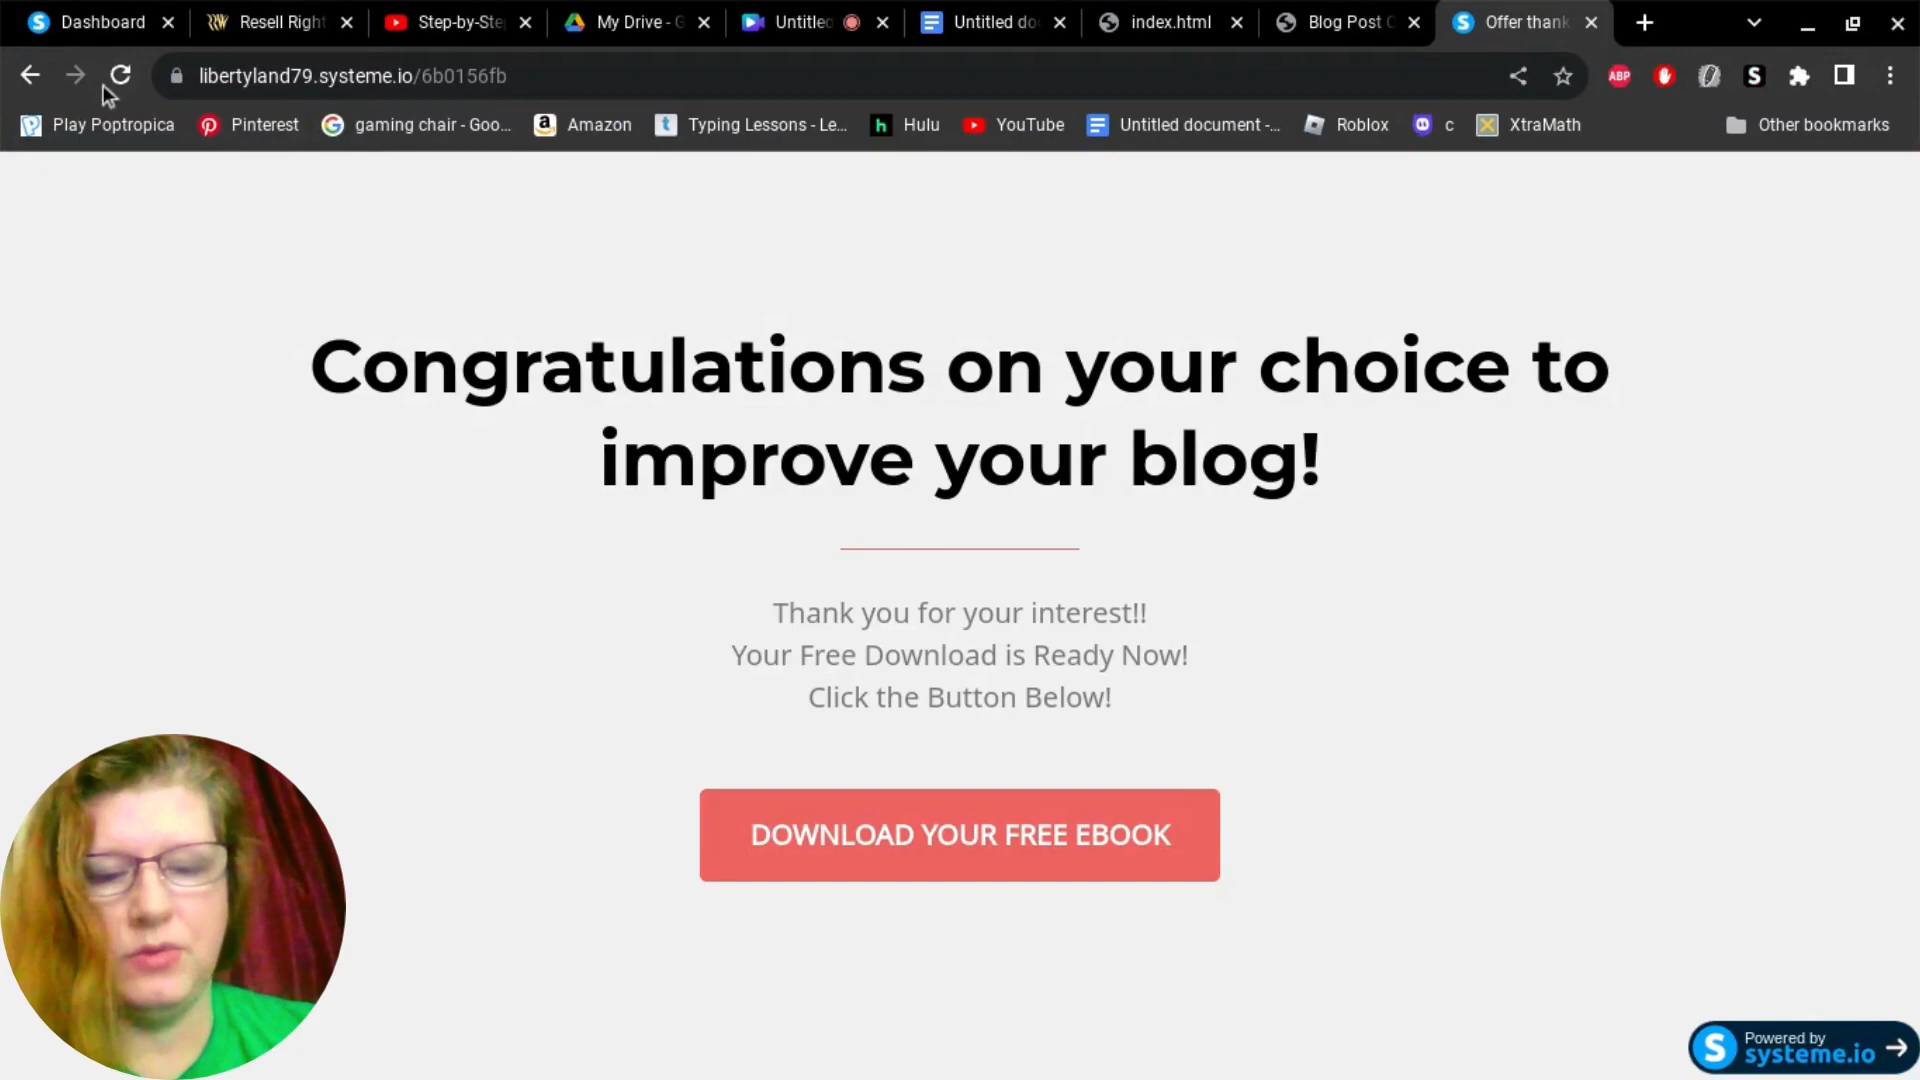 Dashboard
Resell Right
Step-by-Ste
My Drive - G
Untitled
Untitled do
index.html
Blog Post C
Offer thank
libertyland79.systeme.io/6b0156fb
ABP
S
Play Poptropica
Pinterest
gaming chair - Goo...
Amazon
Typing Lessons - Le...
Hulu
YouTube
Untitled document -...
Roblox
c
XtraMath
Other bookmarks
Congratulations on your choice to
improve your blog!
Thank you for your interest!!
Your Free Download is Ready Now!
Click the Button Below!
DOWNLOAD YOUR FREE EBOOK
Powered by
systeme.io